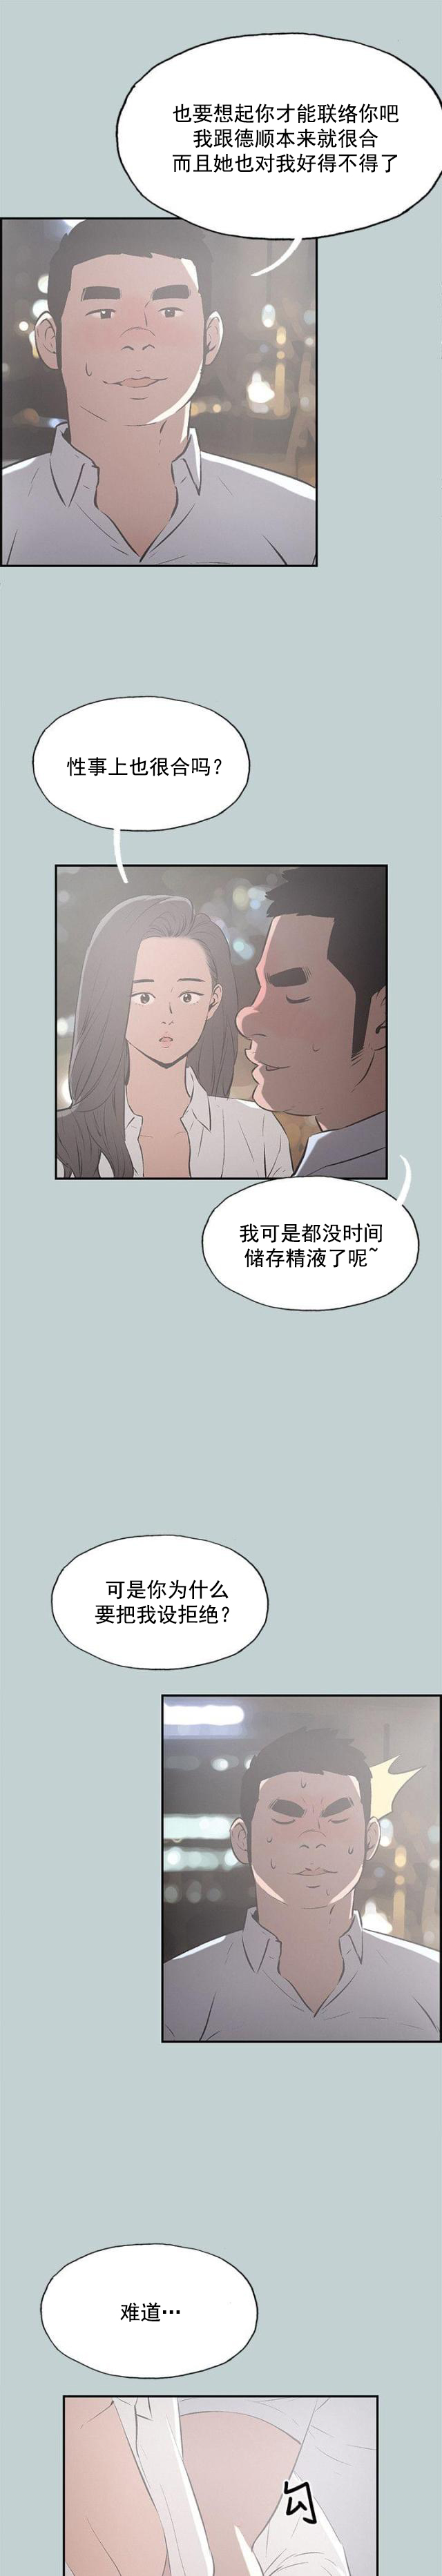 也要想起你才能联络你吧
我跟德顺本来就很合
而且她也对我好得不得了
性事上也很合吗?
我可是都没时间
储存精液了呢~
可是你为什么
要把我设拒绝?
难道…
勾